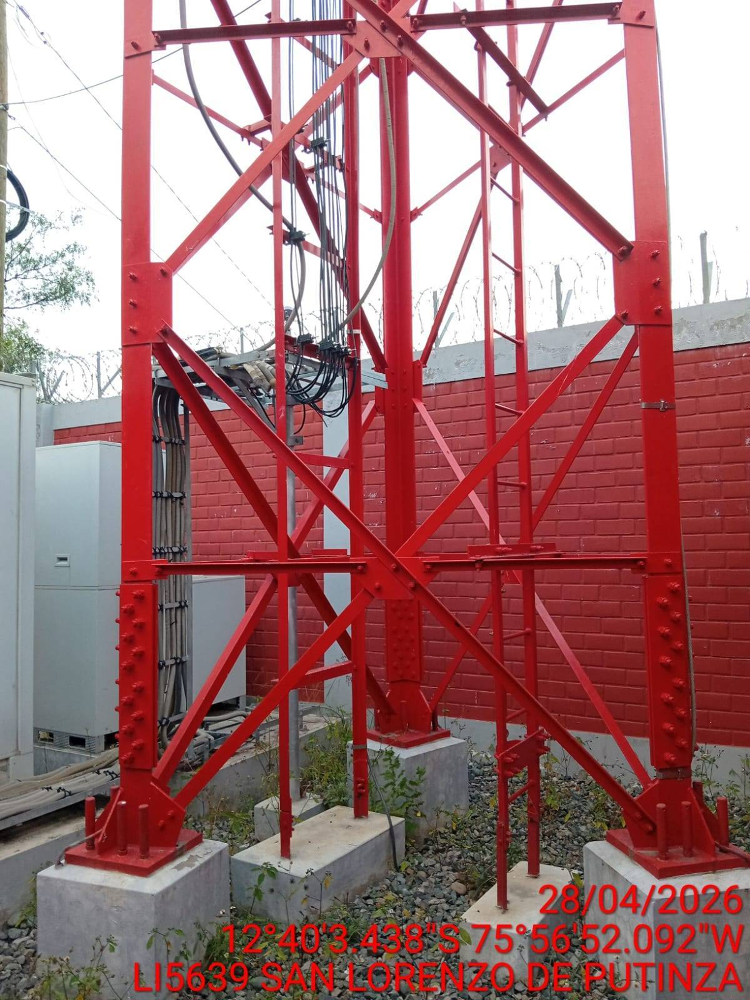 28/04/2026
12°40'3.438"S 75°56'52.092"W
LI5639 SAN LORENZO DE PUTINZA